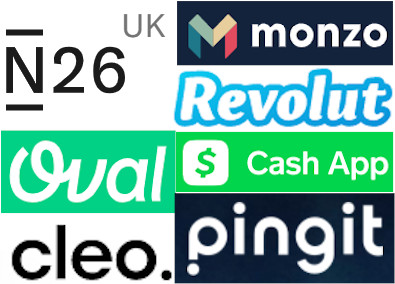 UK
N26
monzo
Revolut
Oval
$ Cash App
cleo.
pingit